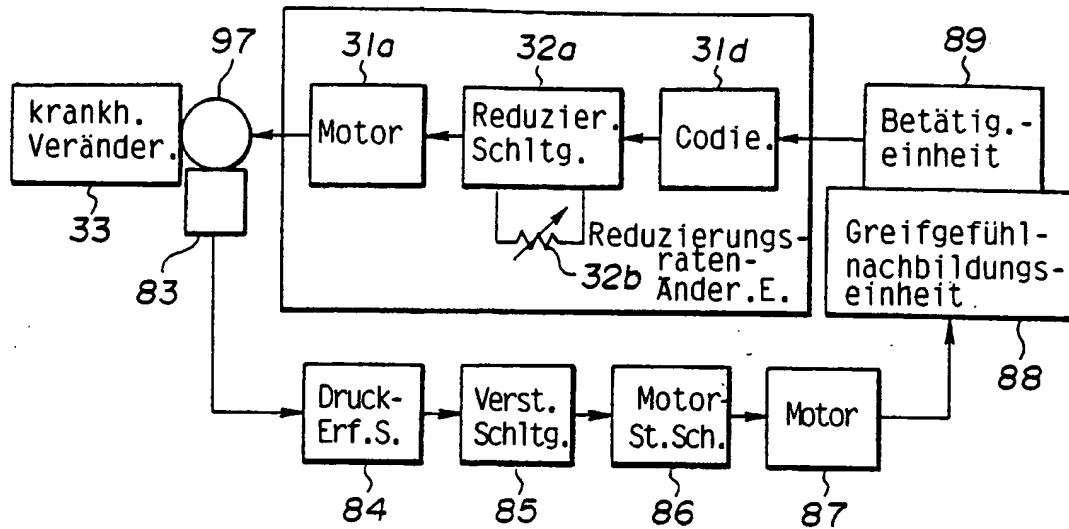 97
31a
32a
31d
89
krankh.
Veränder.
Motor
Reduzier.
Schltg.
Codie.
Betätig.-
einheit
33
83
32b
Reduzierungs-
raten-
Änder.E.
Greifgefühl-
nachbildungs-
einheit
88
Druck-
Erf.S.
Verst.
Schltg.
Motor-
St.Sch.
Motor
84
85
86
87